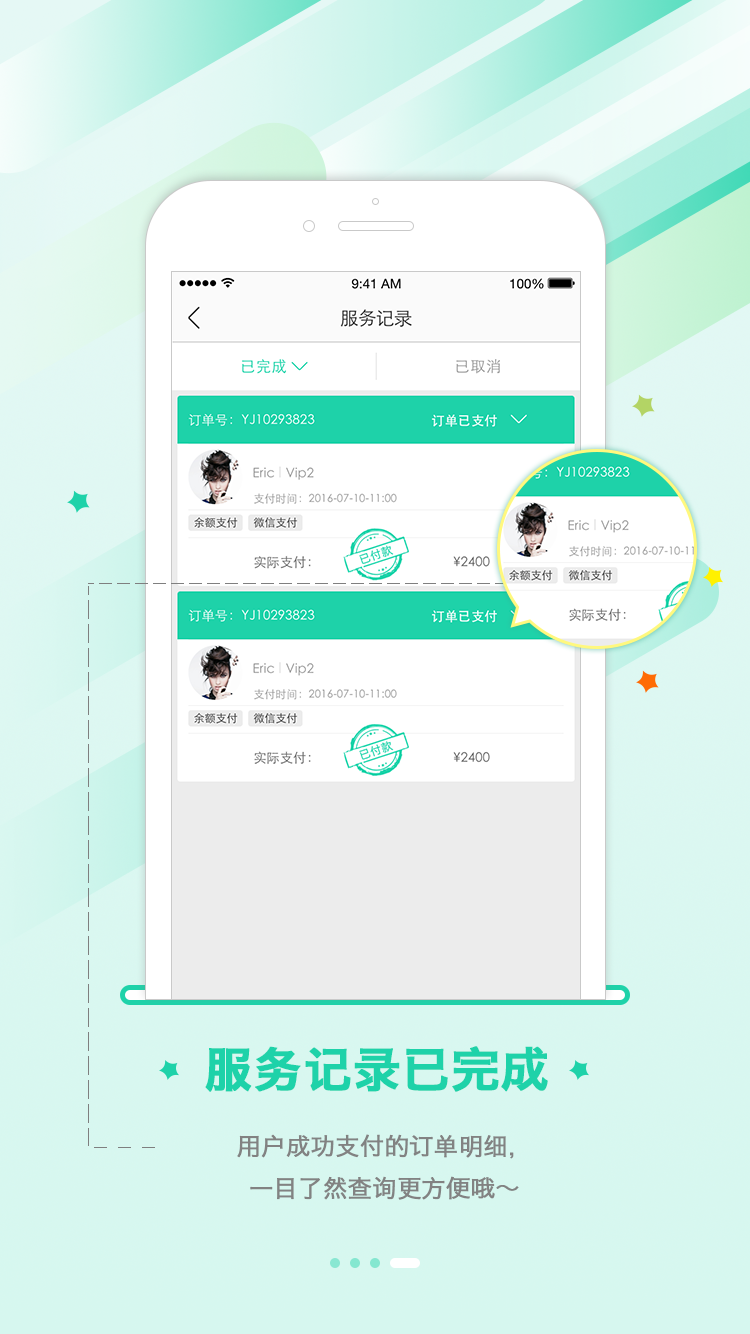 9:41 AM 100%
服务记录
已完成 已取消
订单号：YJ10293823 订单已支付
Eric | Vip2
支付时间：2016-07-10-11:00
余额支付 微信支付
实际支付： 已付款 ¥2400
号：YJ10293823
Eric | Vip2
支付时间：2016-07-10-11
余额支付 微信支付
实际支付：
订单号：YJ10293823 订单已支付
Eric | Vip2
支付时间：2016-07-10-11:00
余额支付 微信支付
实际支付： 已付款 ¥2400
服务记录已完成
用户成功支付的订单明细，
一目了然查询更方便哦～